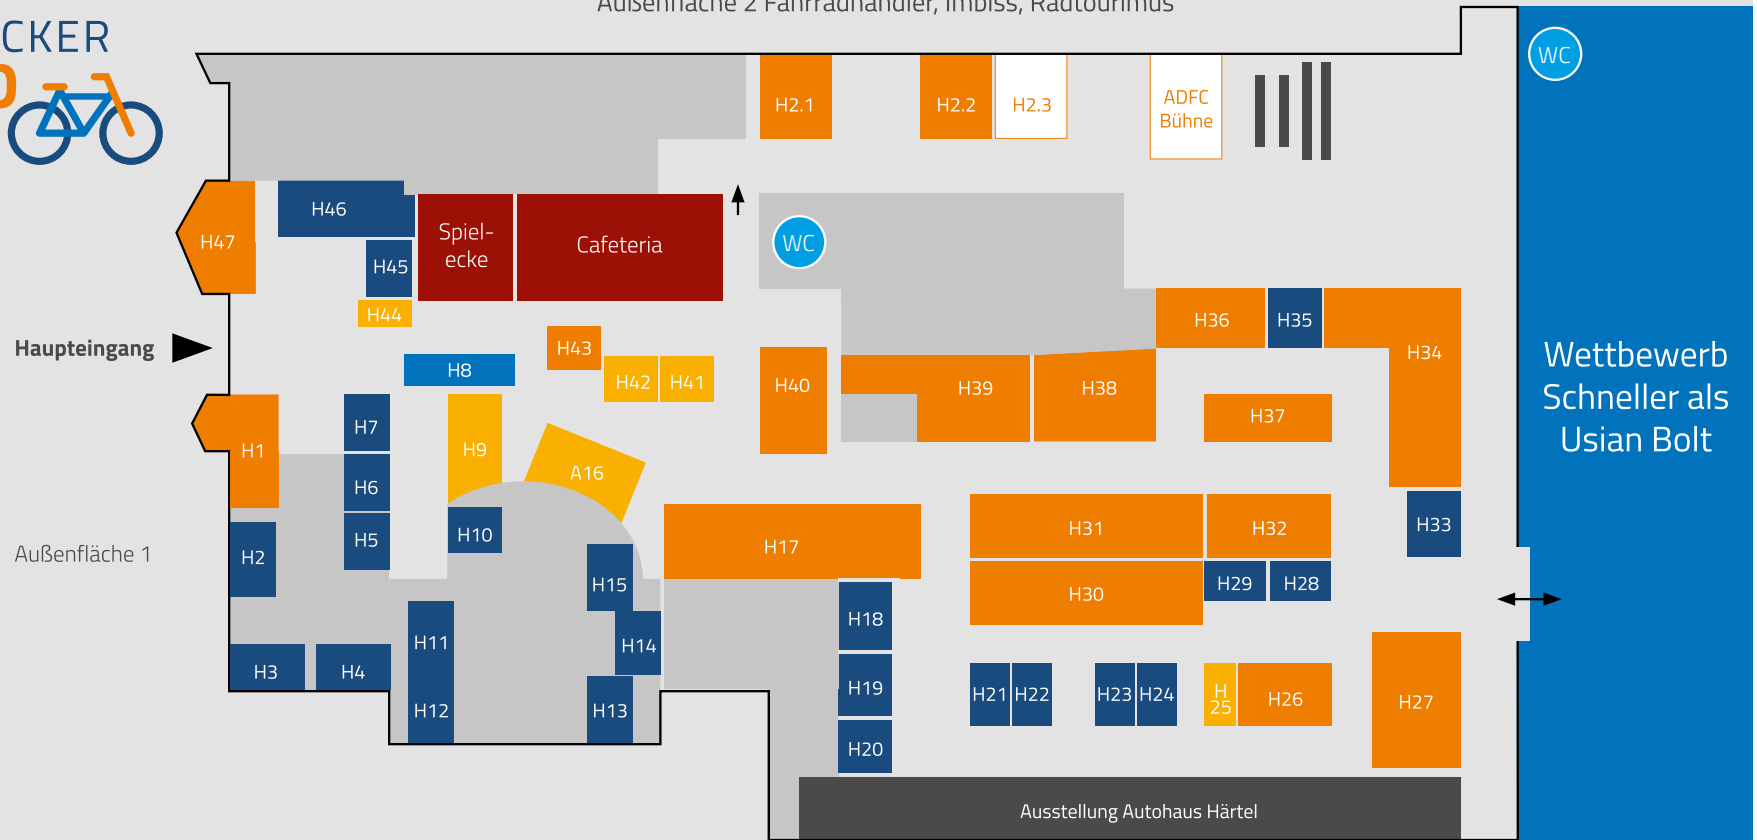 Außenfläche 2 Fahrradhändler, Imbiss, Radtourimus
CKER
WC
H2.1
H2.2
H2.3
ADFC
Bühne
H46
H47
H45
Spiel-
ecke
Cafeteria
WC
H44
H36
H35
H34
Haupteingang
H8
H43
H42
H41
H40
H39
H38
H37
Wettbewerb
Schneller als
Usian Bolt
H1
H7
H9
A16
H6
H5
H10
H17
H31
H32
H33
Außenfläche 1
H2
H15
H30
H29
H28
H11
H14
H18
H3
H4
H12
H13
H19
H20
H21
H22
H23
H24
H
25
H26
H27
Ausstellung Autohaus Härtel